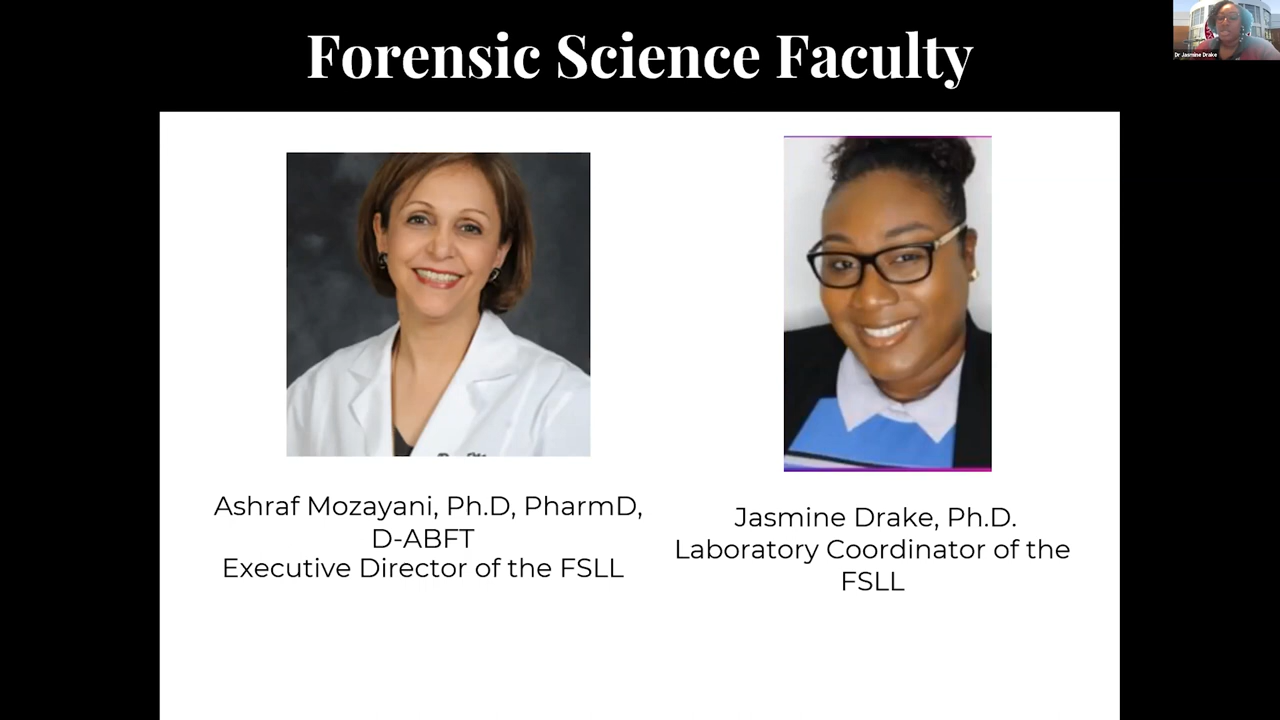 Forensic Science Faculty
Dr Jasmine Drake
Ashraf Mozayani, Ph.D, PharmD,
D-ABFT
Executive Director of the FSLL
Jasmine Drake, Ph.D.
Laboratory Coordinator of the
FSLL